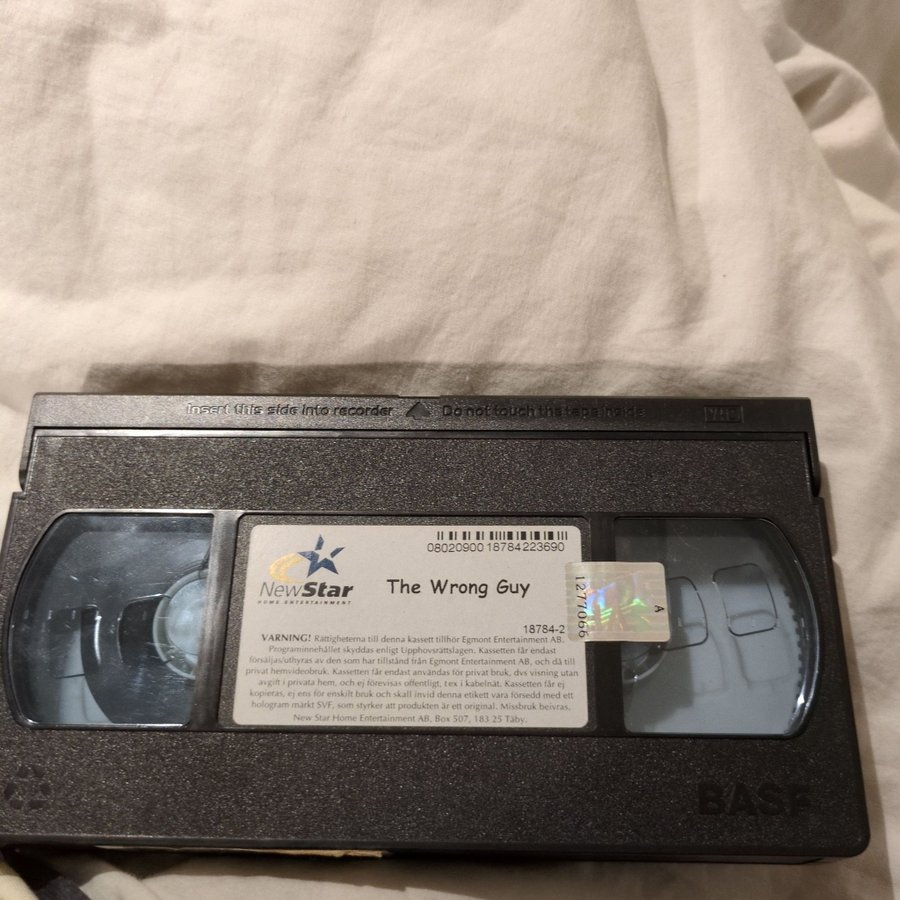 Insert this side into recorder Do not touch the tape inside VHS
0802090018784223690
NewStar
HOME ENTERTAINMENT
The Wrong Guy
18784-2
A
1277066
VARNING! Rättigheterna till denna kassett tillhör Egmont Entertainment AB.
Programinnehållet skyddas enligt Upphovsrättslagen. Kassetten får endast
försäljas/uthyras av den som har tillstånd från Egmont Entertainment AB, och då till
privat hemvideobruk. Kassetten får endast användas för privat bruk, dvs visning utan
avgift i privata hem, och ej förevisas offentligt, tex i kabelnät. Kassetten får ej
kopieras, ej ens för enskilt bruk och skall invid denna etikett vara försedd med ett
hologram märkt SVF, som styrker att produkten är ett original. Missbruk beivras.
New Star Home Entertainment AB, Box 507, 183 25 Täby.
BASF